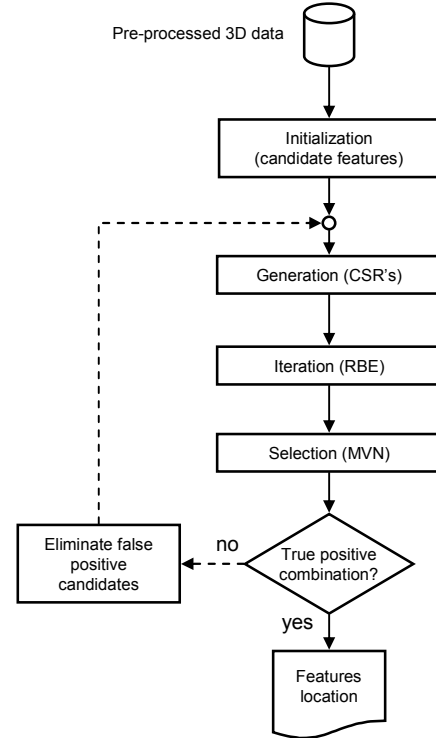 Pre-processed 3D data
Initialization
(candidate features)
Generation (CSR's)
Iteration (RBE)
Selection (MVN)
True positive
combination?
no
Eliminate false
positive
candidates
yes
Features
location